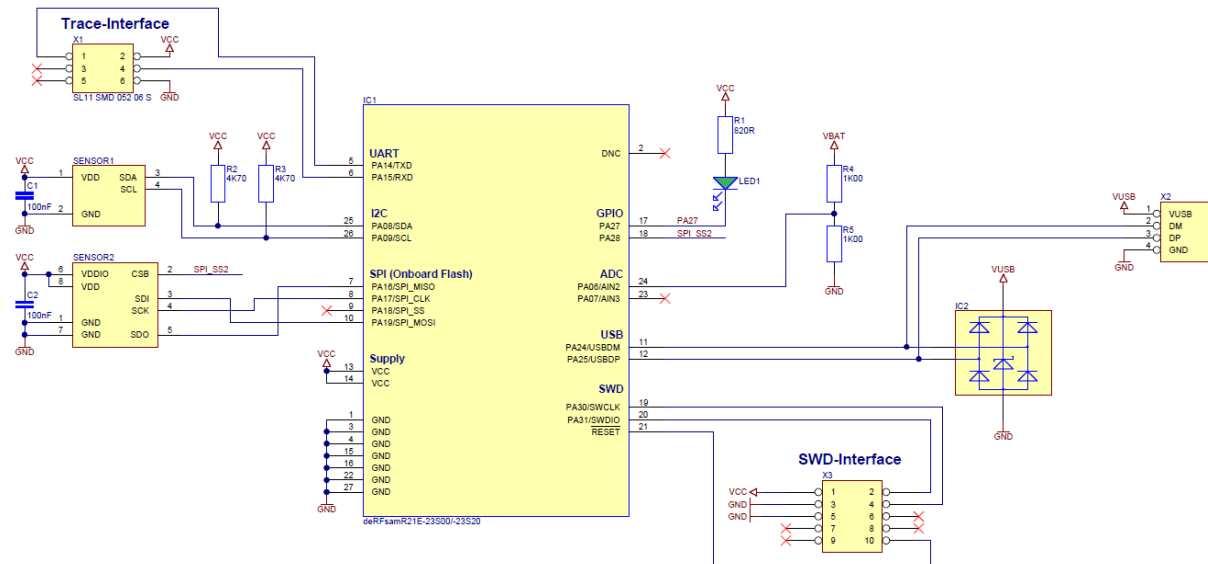 Trace-Interface
X1
VCC
1 2
3 4
5 6
SL11 SMD 052 06 S
GND
IC1
VCC
R1
820R
LED1
VBAT
R4
1K00
R5
1K00
GND
VCC
SENSOR1
C1
100nF
1 VDD SDA 3
SCL 4
2 GND
GND
VCC
R2
4K70
VCC
R3
4K70
VCC
SENSOR2
C2
100nF
6 VDDIO CSB 2 SPI_SS2
8 VDD
SDI 3
SCK 4
1 GND
7 GND SDO 5
GND
UART
5 PA14/TXD
6 PA15/RXD
I2C
25 PA08/SDA
26 PA09/SCL
SPI (Onboard Flash)
7 PA16/SPI_MISO
8 PA17/SPI_CLK
9 PA18/SPI_SS
10 PA19/SPI_MOSI
Supply
VCC
13 VCC
14 VCC
1 GND
3 GND
4 GND
15 GND
16 GND
22 GND
27 GND
GND
deRFsamR21E-23S00/-23S20
DNC 2
GPIO
PA27 17 PA27
PA28 18 SPI_SS2
ADC
PA06/AIN2 24
PA07/AIN3 23
USB
PA24/USBDM 11
PA25/USBDP 12
SWD
PA30/SWCLK 19
PA31/SWDIO 20
RESET 21
X2
VUSB
1 VUSB
2 DM
3 DP
4 GND
GND
VUSB
IC2
GND
SWD-Interface
X3
VCC 1 2
GND 3 4
GND 5 6
7 8
9 10